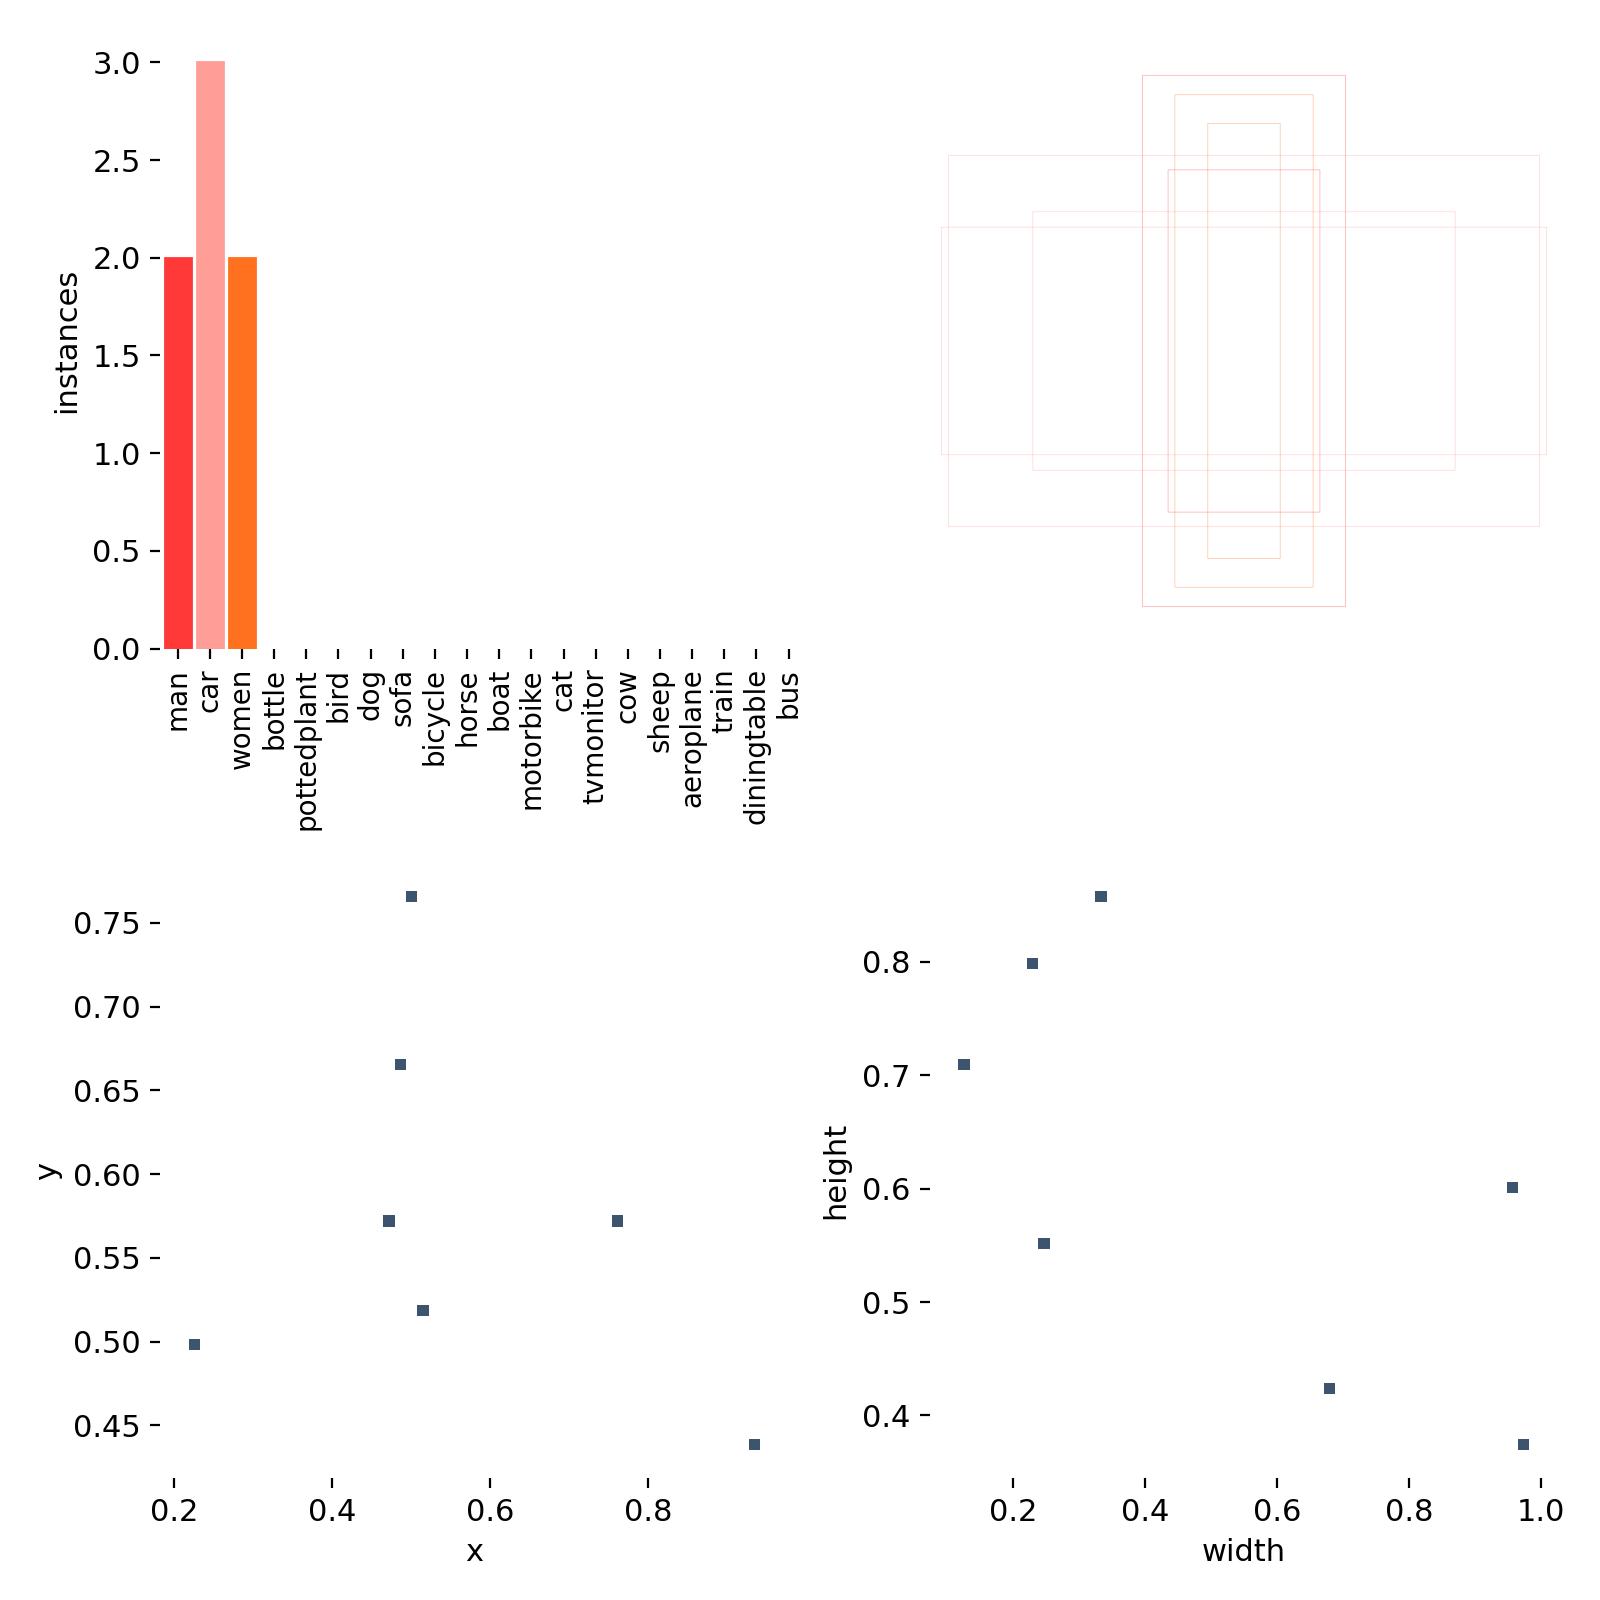 3.0
2.5
2.0
1.5
1.0
0.5
0.0
instances
man
car
women
bottle
pottedplant
bird
dog
sofa
bicycle
horse
boat
motorbike
cat
tvmonitor
cow
sheep
aeroplane
train
diningtable
bus
0.75
0.70
0.65
0.60
0.55
0.50
0.45
y
0.2 0.4 0.6 0.8
x
0.8
0.7
0.6
0.5
0.4
height
0.2 0.4 0.6 0.8 1.0
width